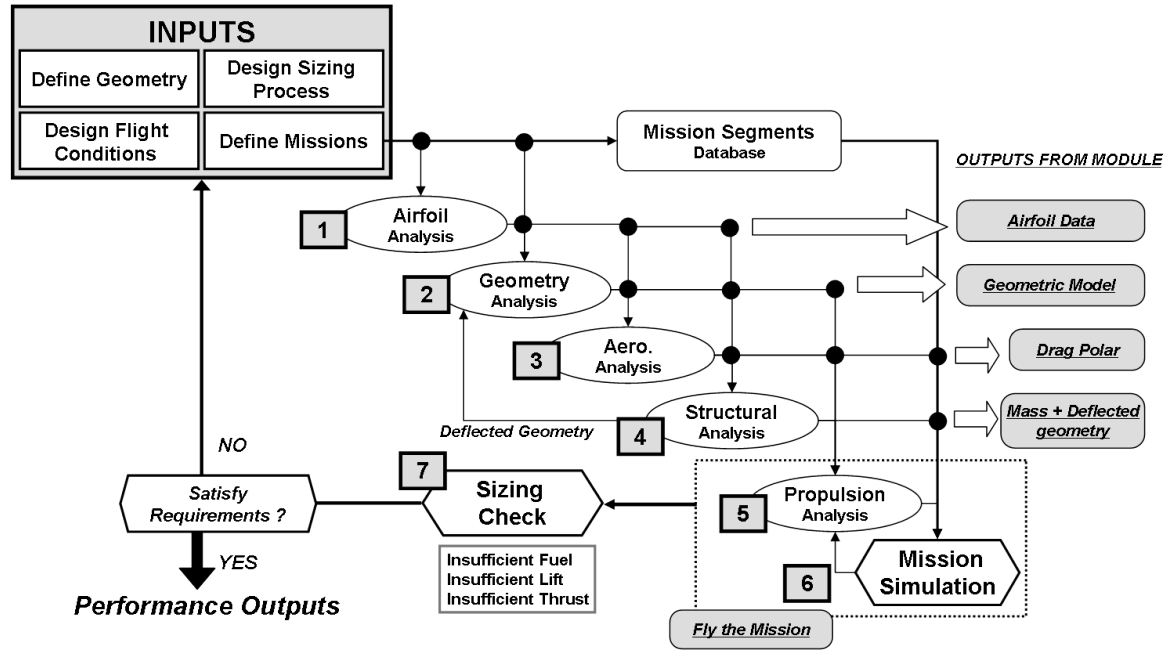 INPUTS
Define Geometry
Design Sizing
Process
Design Flight
Conditions
Define Missions
Mission Segments
Database
OUTPUTS FROM MODULE
1
Airfoil
Analysis
Airfoil Data
2
Geometry
Analysis
Geometric Model
3
Aero.
Analysis
Drag Polar
4
Structural
Analysis
Mass + Deflected
geometry
Deflected Geometry
NO
7
Sizing
Check
Satisfy
Requirements ?
5
Propulsion
Analysis
YES
Insufficient Fuel
Insufficient Lift
Insufficient Thrust
6
Mission
Simulation
Performance Outputs
Fly the Mission